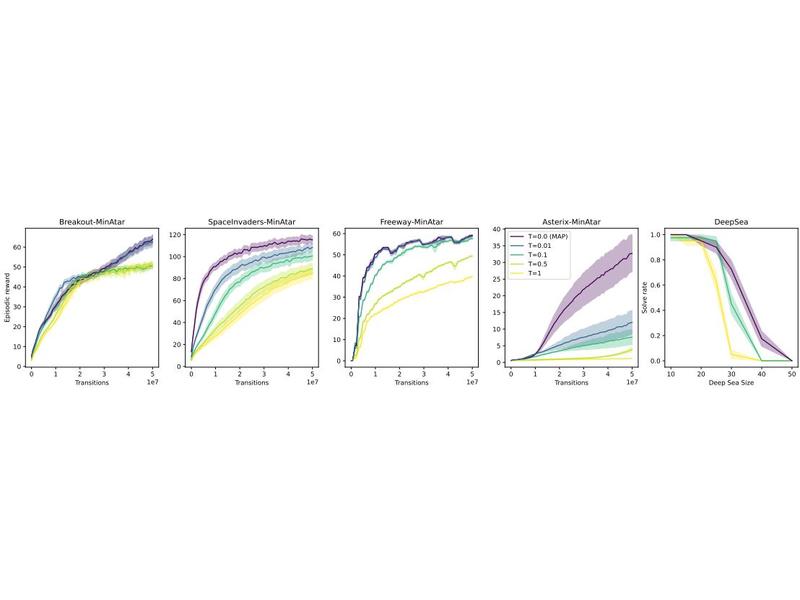 Breakout-MinAtar
Episodic reward
0
10
20
30
40
50
60
0 1 2 3 4 5
Transitions 1e7
SpaceInvaders-MinAtar
0
20
40
60
80
100
120
0 1 2 3 4 5
Transitions 1e7
Freeway-MinAtar
0
10
20
30
40
50
60
0 1 2 3 4 5
Transitions 1e7
Asterix-MinAtar
0
5
10
15
20
25
30
35
40
T=0.0 (MAP)
T=0.01
T=0.1
T=0.5
T=1
0 1 2 3 4 5
Transitions 1e7
DeepSea
Solve rate
0.0
0.2
0.4
0.6
0.8
1.0
10 20 30 40 50
Deep Sea Size